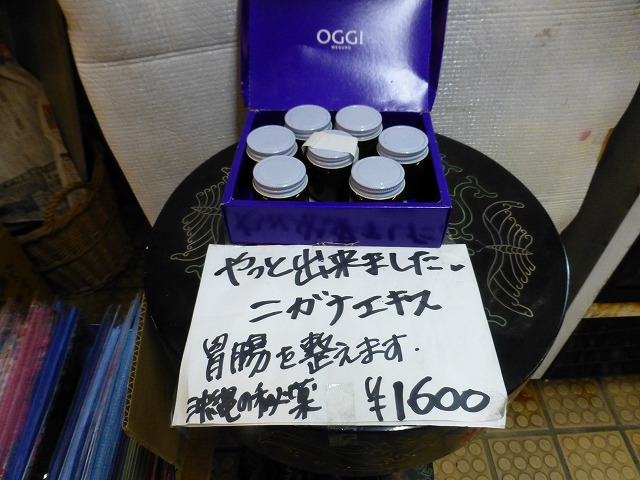 OGGI
MEGURO
やっと出来ました。
ニガナエキス
胃腸を整えます.
沖縄の秘薬 ¥1600